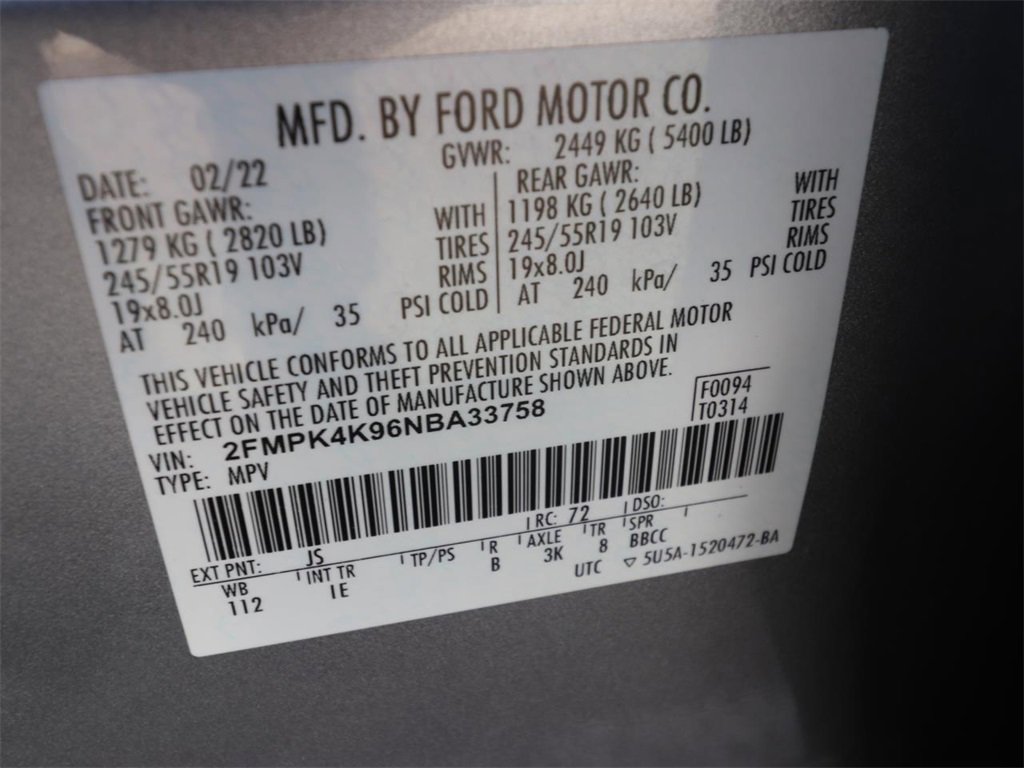 MFD. BY FORD MOTOR CO.
DATE: 02/22 GVWR: 2449 KG ( 5400 LB)
FRONT GAWR: REAR GAWR:
1279 KG ( 2820 LB) WITH 1198 KG ( 2640 LB) WITH
245/55R19 103V TIRES 245/55R19 103V TIRES
19x8.0J RIMS 19x8.0J RIMS
AT 240 kPa/ 35 PSI COLD AT 240 kPa/ 35 PSI COLD
THIS VEHICLE CONFORMS TO ALL APPLICABLE FEDERAL MOTOR
VEHICLE SAFETY AND THEFT PREVENTION STANDARDS IN
EFFECT ON THE DATE OF MANUFACTURE SHOWN ABOVE.
F0094
VIN: 2FMPK4K96NBA33758 T0314
TYPE: MPV
EXT PNT: JS RC: 72 DSO:
WB INT TR TP/PS R AXLE TR SPR
112 IE B 3K 8 BBCC
UTC ▽ 5U5A-1520472-BA